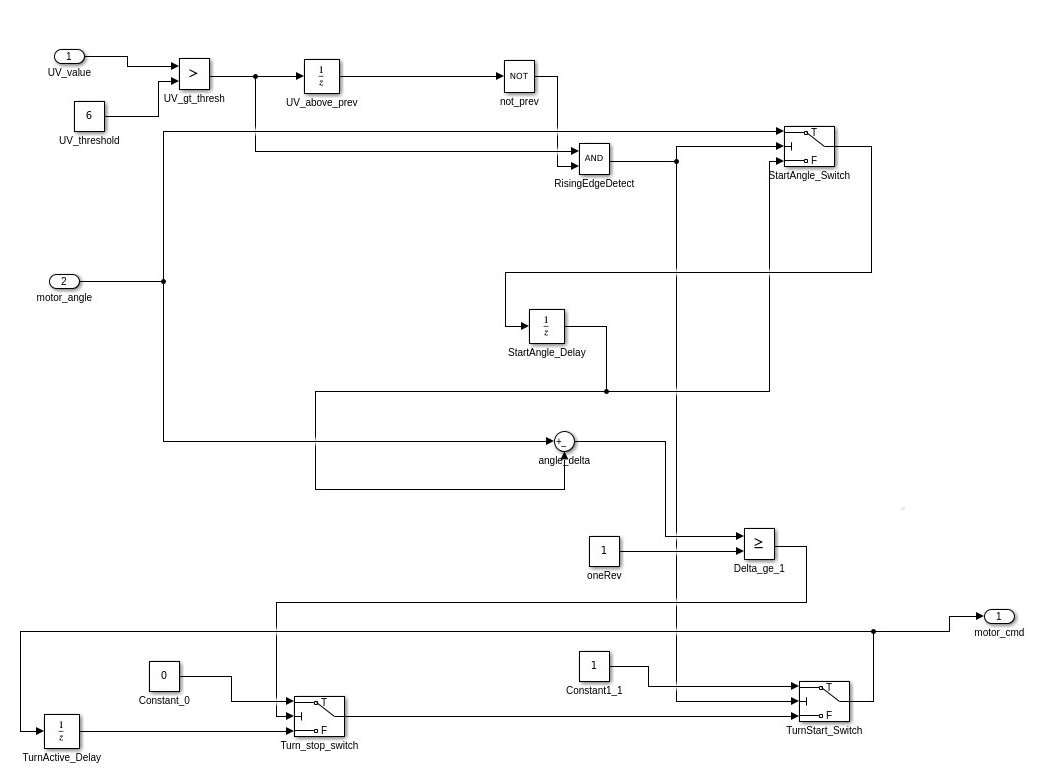 1
UV_value
>
UV_gt_thresh
6
UV_threshold
1
z
UV_above_prev
NOT
not_prev
AND
RisingEdgeDetect
T
F
StartAngle_Switch
2
motor_angle
1
z
StartAngle_Delay
+_
angle_delta
1
oneRev
≥
Delta_ge_1
1
motor_cmd
0
Constant_0
1
Constant1_1
T
F
Turn_stop_switch
T
F
TurnStart_Switch
1
z
TurnActive_Delay